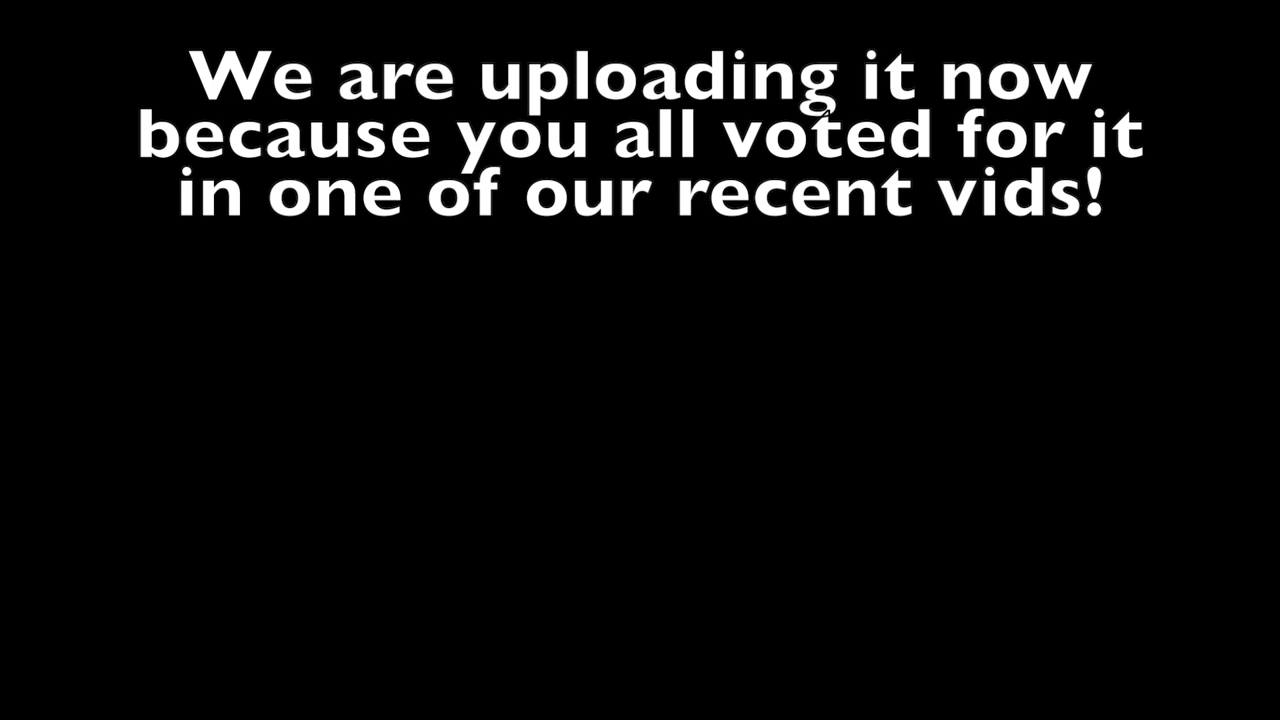 We are uploading it now
because you all voted for it
in one of our recent vids!